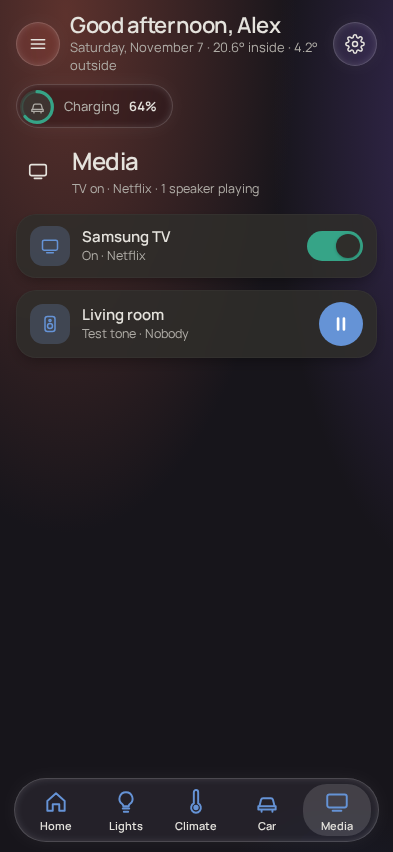 Good afternoon, Alex
Saturday, November 7 · 20.6° inside · 4.2°
outside
Charging 64%
Media
TV on · Netflix · 1 speaker playing
Samsung TV
On · Netflix
Living room
Test tone · Nobody
Home
Lights
Climate
Car
Media